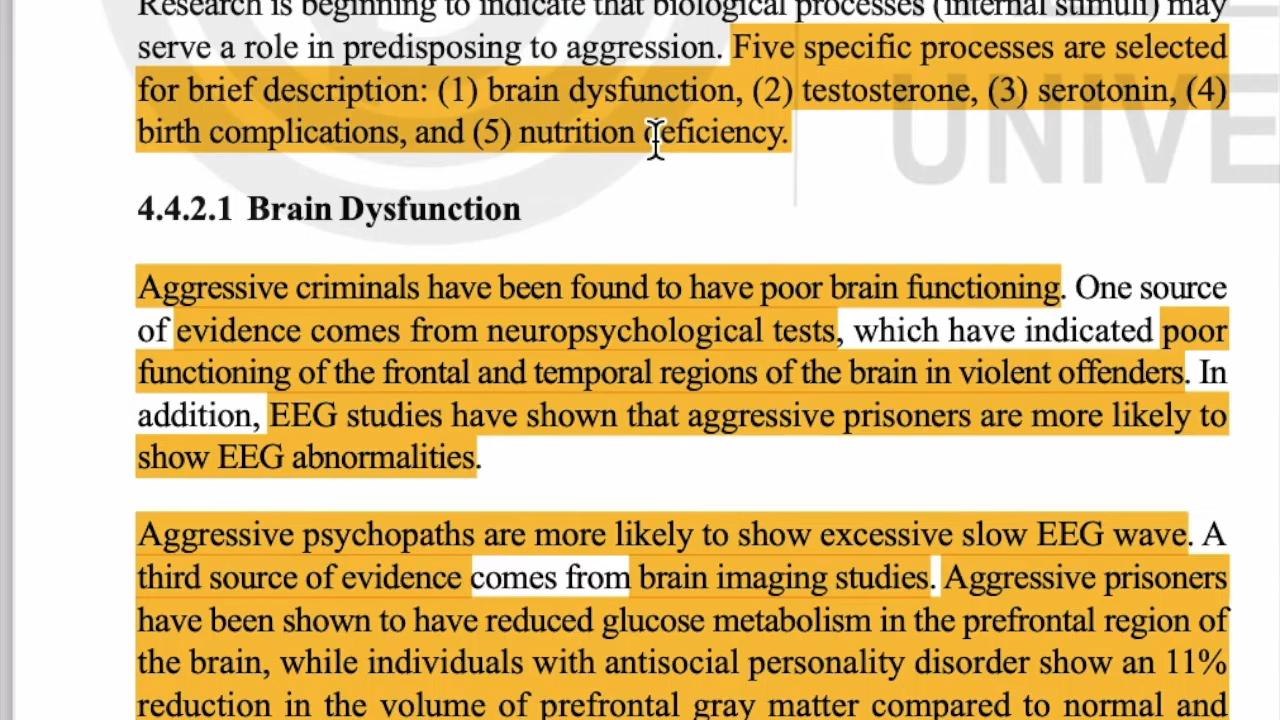 Research is beginning to indicate that biological processes (internal stimuli) may
serve a role in predisposing to aggression. Five specific processes are selected
for brief description: (1) brain dysfunction, (2) testosterone, (3) serotonin, (4)
birth complications, and (5) nutrition deficiency.
UNIVE
4.4.2.1 Brain Dysfunction
Aggressive criminals have been found to have poor brain functioning. One source
of evidence comes from neuropsychological tests, which have indicated poor
functioning of the frontal and temporal regions of the brain in violent offenders. In
addition, EEG studies have shown that aggressive prisoners are more likely to
show EEG abnormalities.
Aggressive psychopaths are more likely to show excessive slow EEG wave. A
third source of evidence comes from brain imaging studies. Aggressive prisoners
have been shown to have reduced glucose metabolism in the prefrontal region of
the brain, while individuals with antisocial personality disorder show an 11%
reduction in the volume of prefrontal gray matter compared to normal and